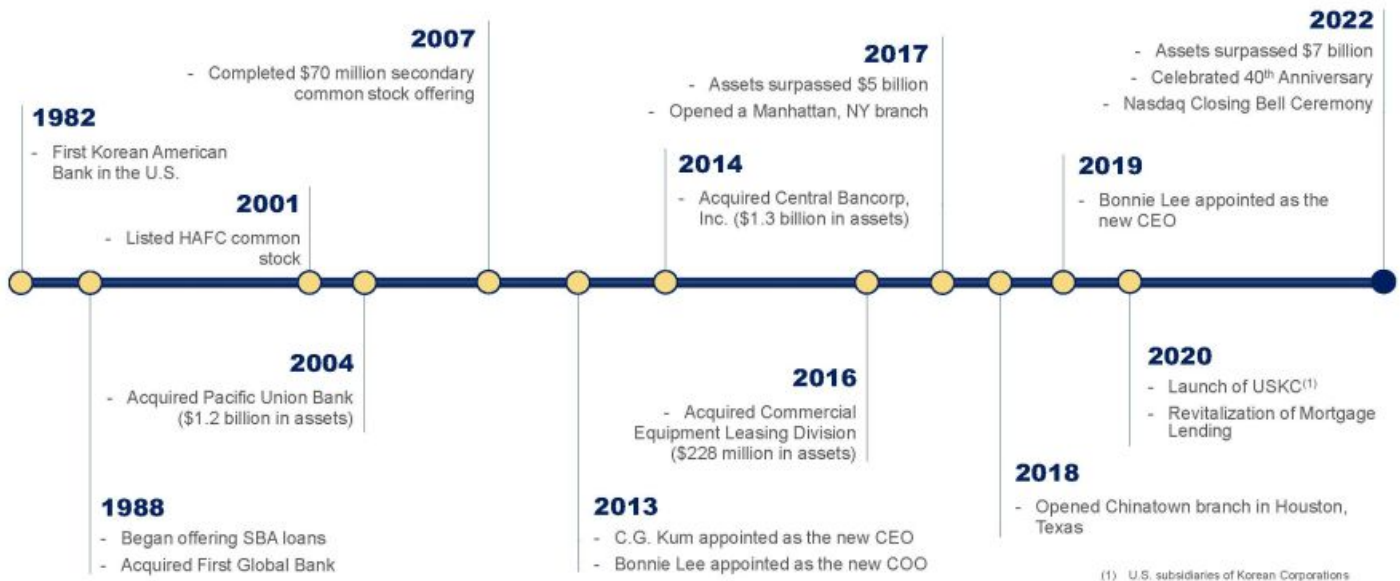 1982
- First Korean American
Bank in the U.S.
1988
- Began offering SBA loans
- Acquired First Global Bank
2001
- Listed HAFC common
stock
2004
- Acquired Pacific Union Bank
($1.2 billion in assets)
2007
- Completed $70 million secondary
common stock offering
2013
- C.G. Kum appointed as the new CEO
- Bonnie Lee appointed as the new COO
2014
- Acquired Central Bancorp,
Inc. ($1.3 billion in assets)
2016
- Acquired Commercial
Equipment Leasing Division
($228 million in assets)
2017
- Assets surpassed $5 billion
- Opened a Manhattan, NY branch
2018
- Opened Chinatown branch in Houston,
Texas
2019
- Bonnie Lee appointed as the
new CEO
2020
- Launch of USKC(1)
- Revitalization of Mortgage
Lending
2022
- Assets surpassed $7 billion
- Celebrated 40th Anniversary
- Nasdaq Closing Bell Ceremony
(1) U.S. subsidiaries of Korean Corporations